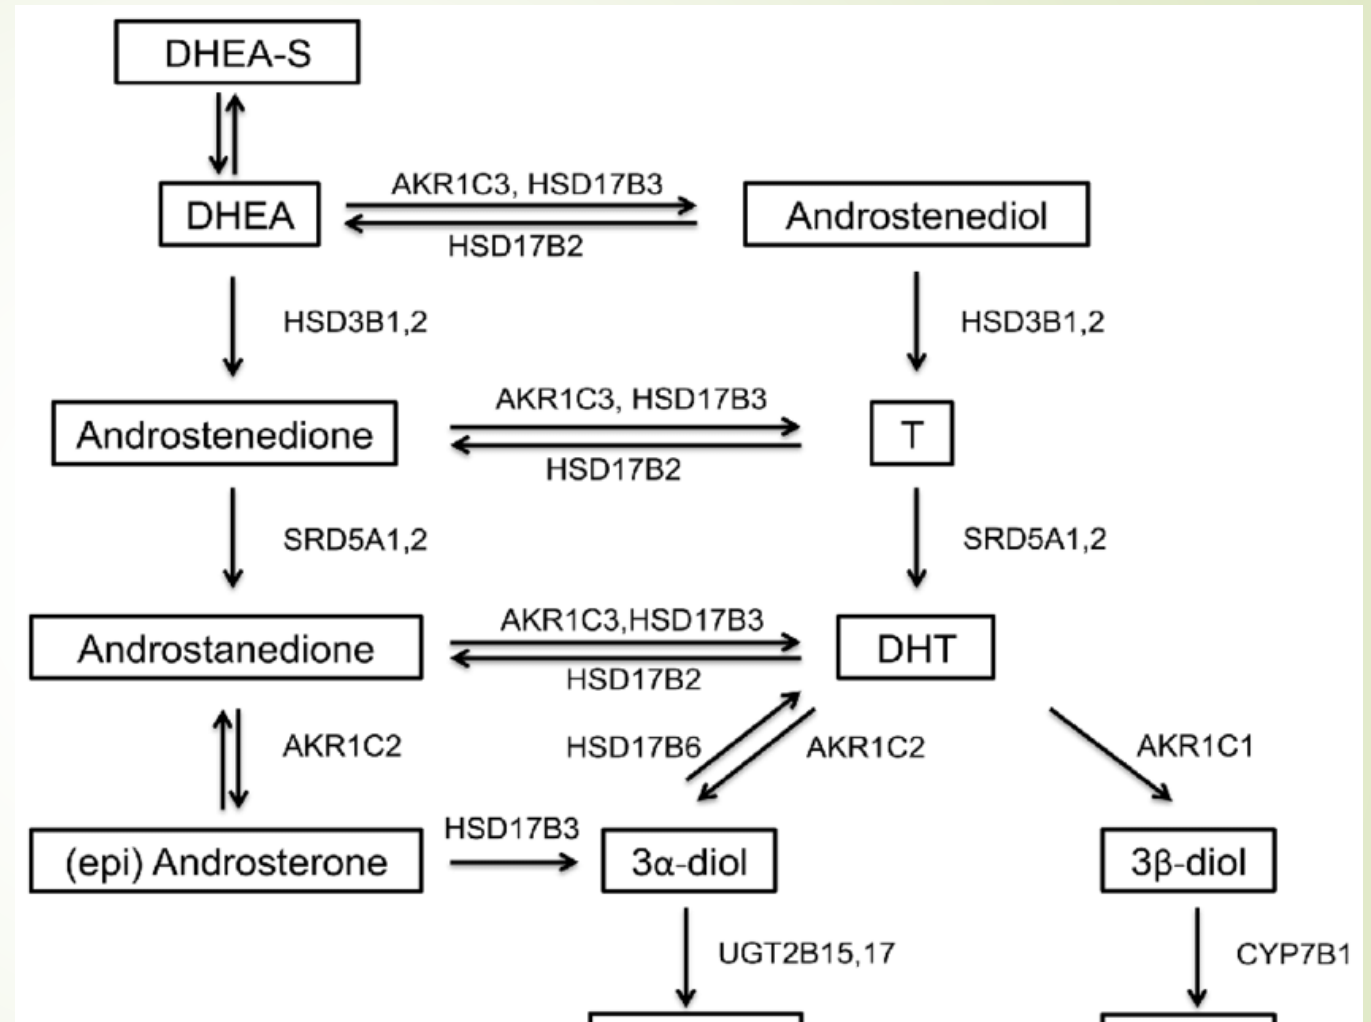 DHEA-S
AKR1C3, HSD17B3
DHEA
Androstenediol
HSD17B2
HSD3B1,2
HSD3B1,2
AKR1C3, HSD17B3
Androstenedione
T
HSD17B2
SRD5A1,2
SRD5A1,2
AKR1C3,HSD17B3
Androstanedione
DHT
HSD17B2
AKR1C2
HSD17B6
AKR1C2
AKR1C1
HSD17B3
(epi) Androsterone
3α-diol
3β-diol
UGT2B15,17
CYP7B1